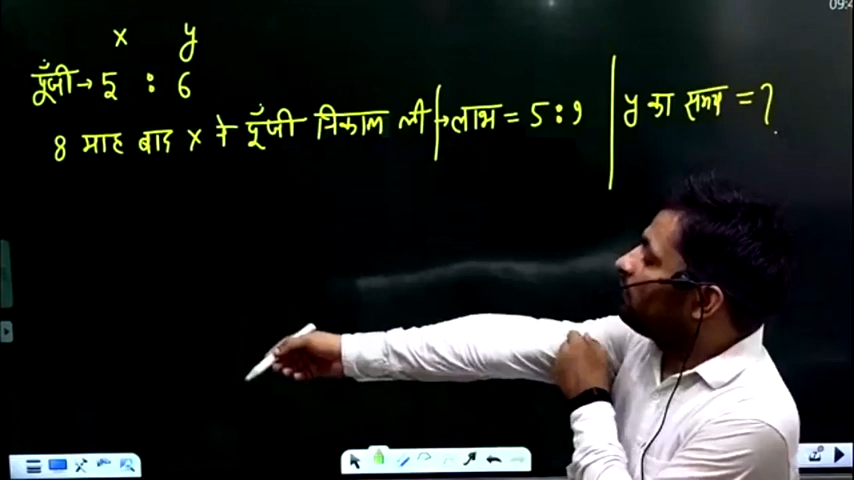 x y
पूँजी → 5 : 6
8 माह बाद x ने पूँजी निकाल ली → लाभ = 5 : 9
y का समय = ?